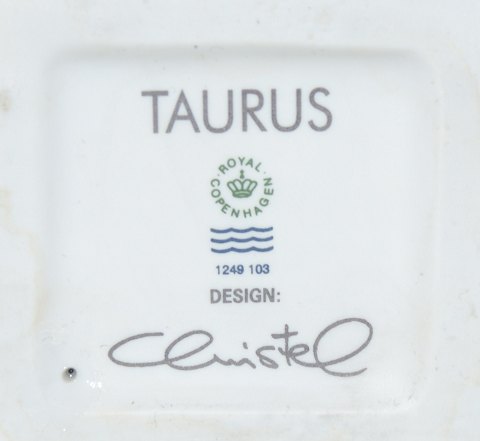 TAURUS
ROYAL
COPENHAGEN
1249 103
DESIGN:
Christel